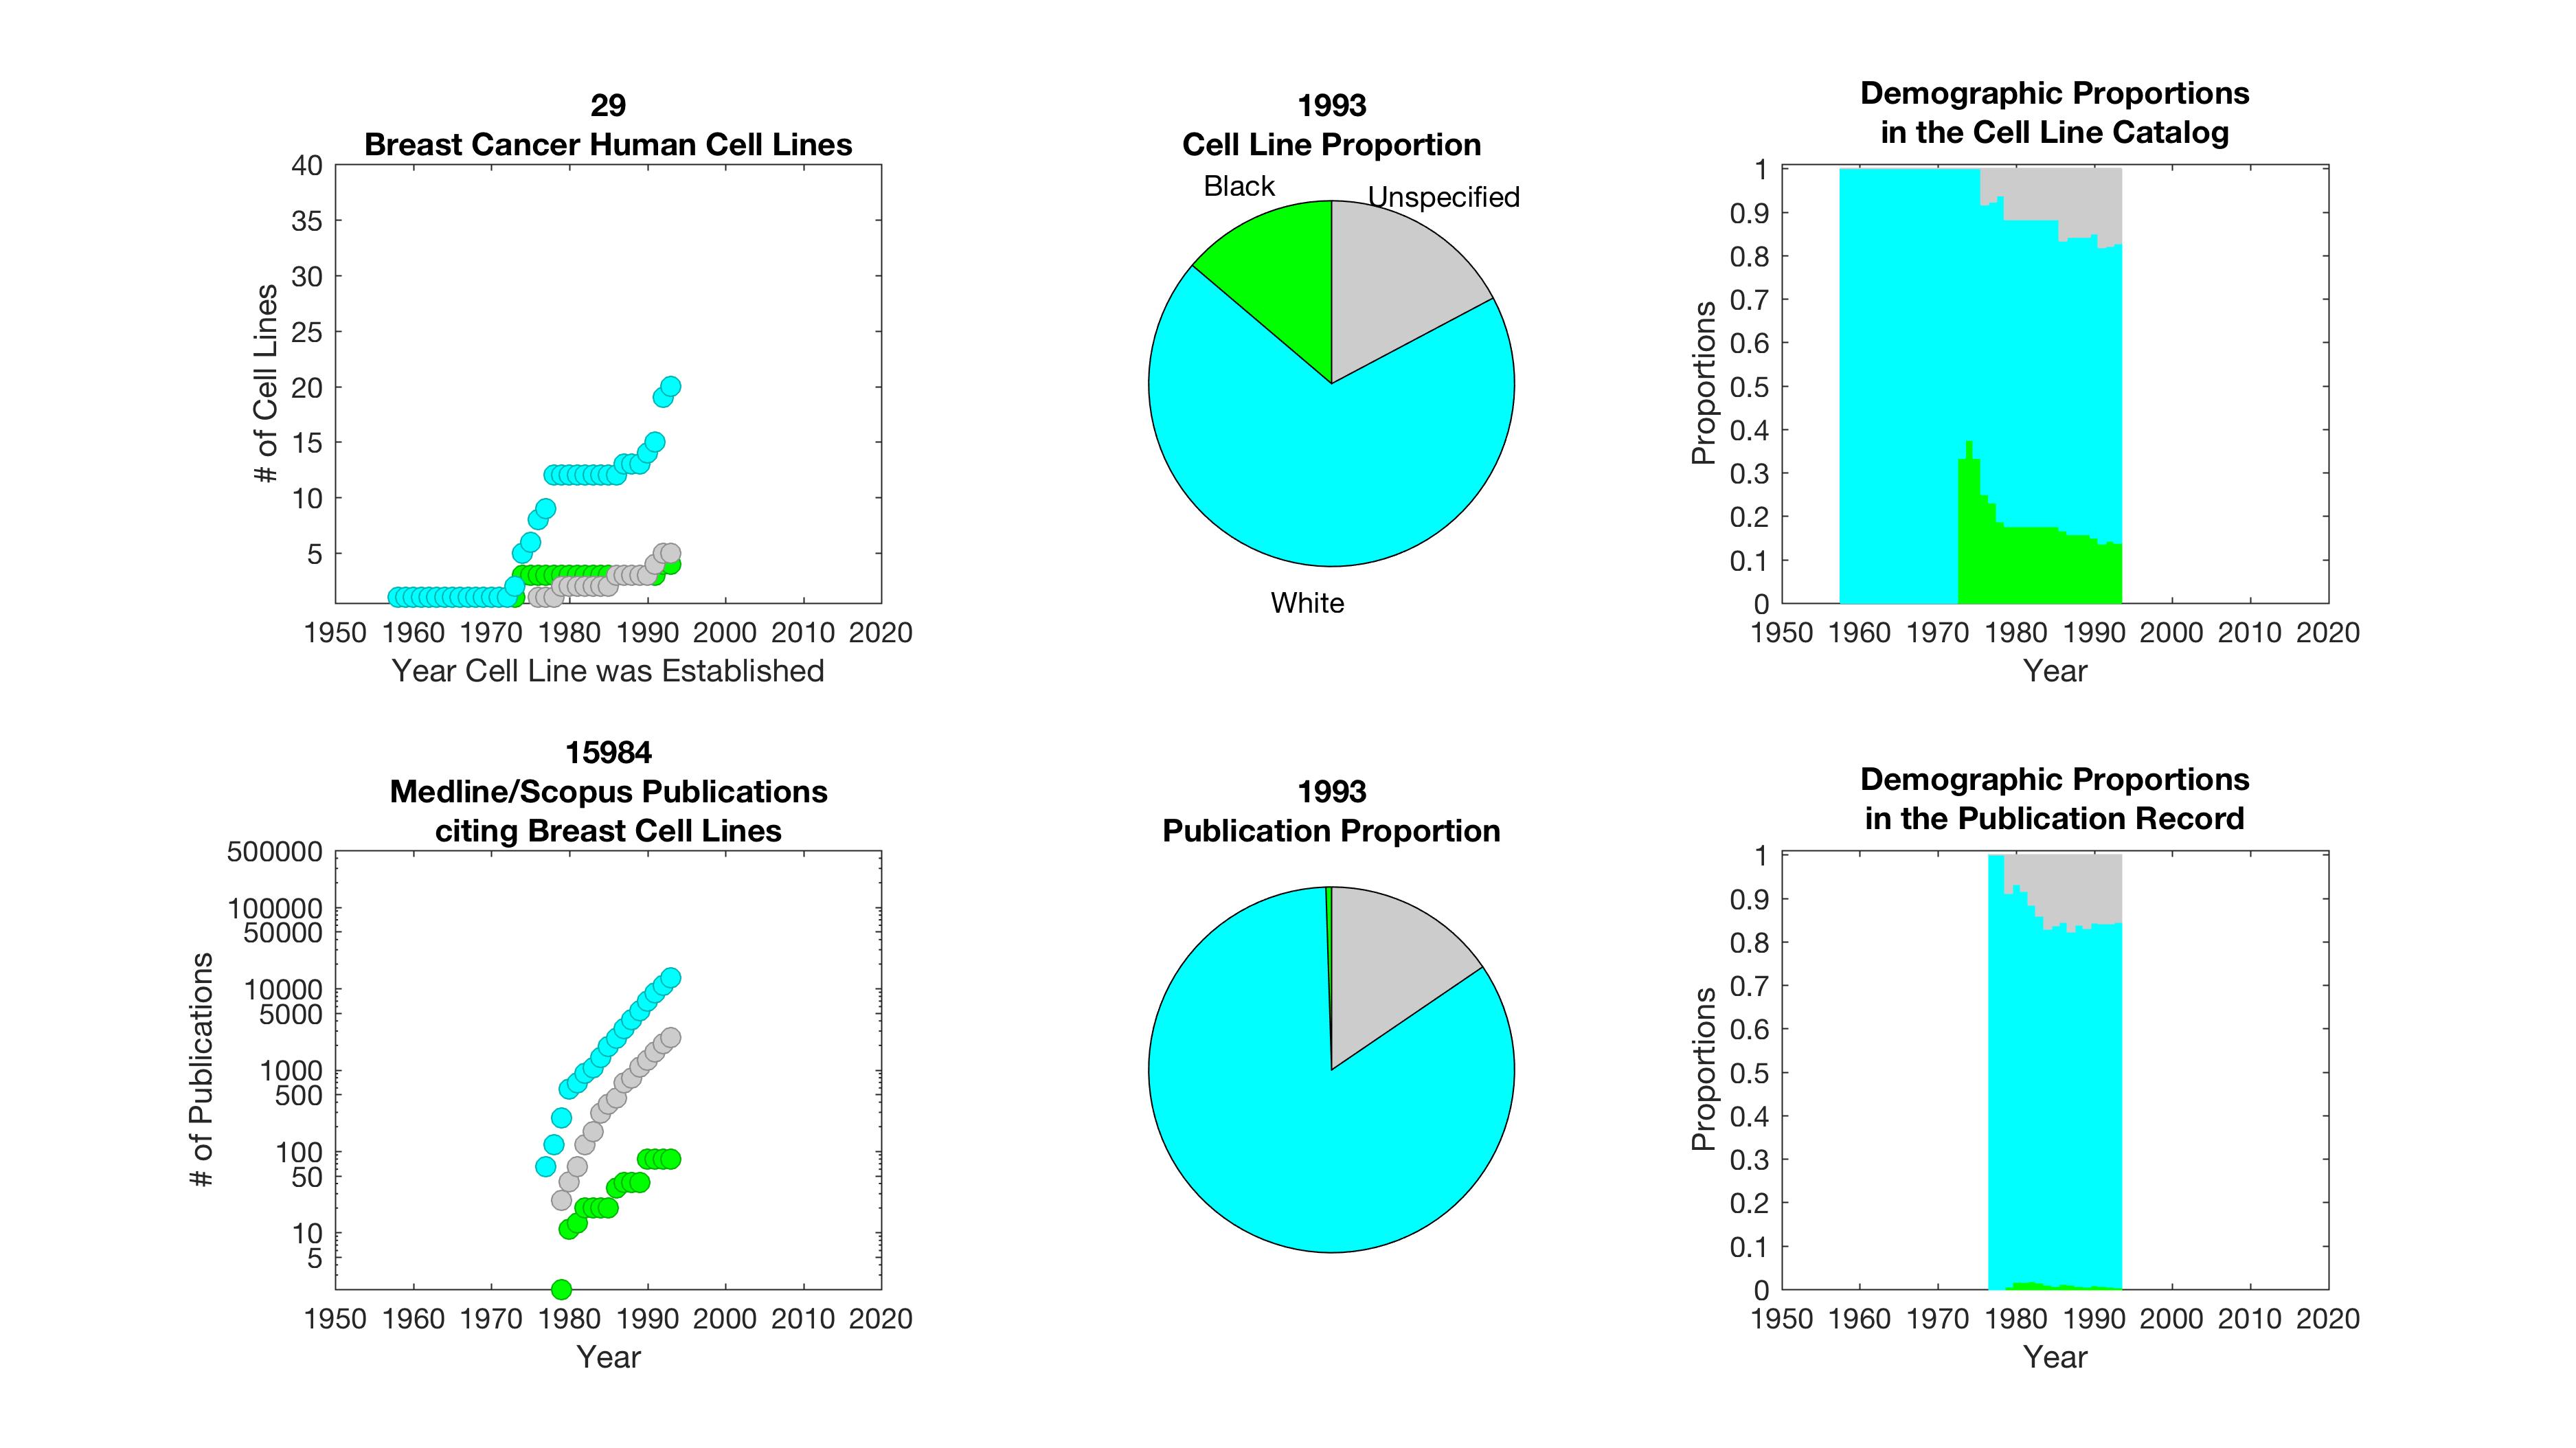 29
Breast Cancer Human Cell Lines
40
35
30
25
20
15
10
5
# of Cell Lines
1950 1960 1970 1980 1990 2000 2010 2020
Year Cell Line was Established
1993
Cell Line Proportion
Black
Unspecified
White
Demographic Proportions
in the Cell Line Catalog
1
0.9
0.8
0.7
0.6
0.5
0.4
0.3
0.2
0.1
0
Proportions
1950 1960 1970 1980 1990 2000 2010 2020
Year
15984
Medline/Scopus Publications
citing Breast Cell Lines
500000
100000
50000
10000
5000
1000
500
100
50
10
5
# of Publications
1950 1960 1970 1980 1990 2000 2010 2020
Year
1993
Publication Proportion
Demographic Proportions
in the Publication Record
1
0.9
0.8
0.7
0.6
0.5
0.4
0.3
0.2
0.1
0
Proportions
1950 1960 1970 1980 1990 2000 2010 2020
Year